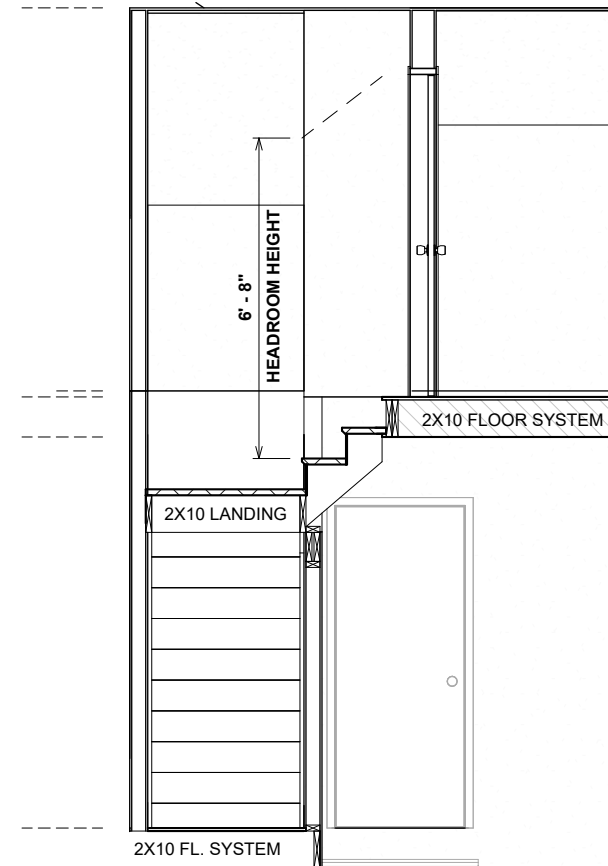 6' - 8"
HEADROOM HEIGHT
2X10 FLOOR SYSTEM
2X10 LANDING
2X10 FL. SYSTEM